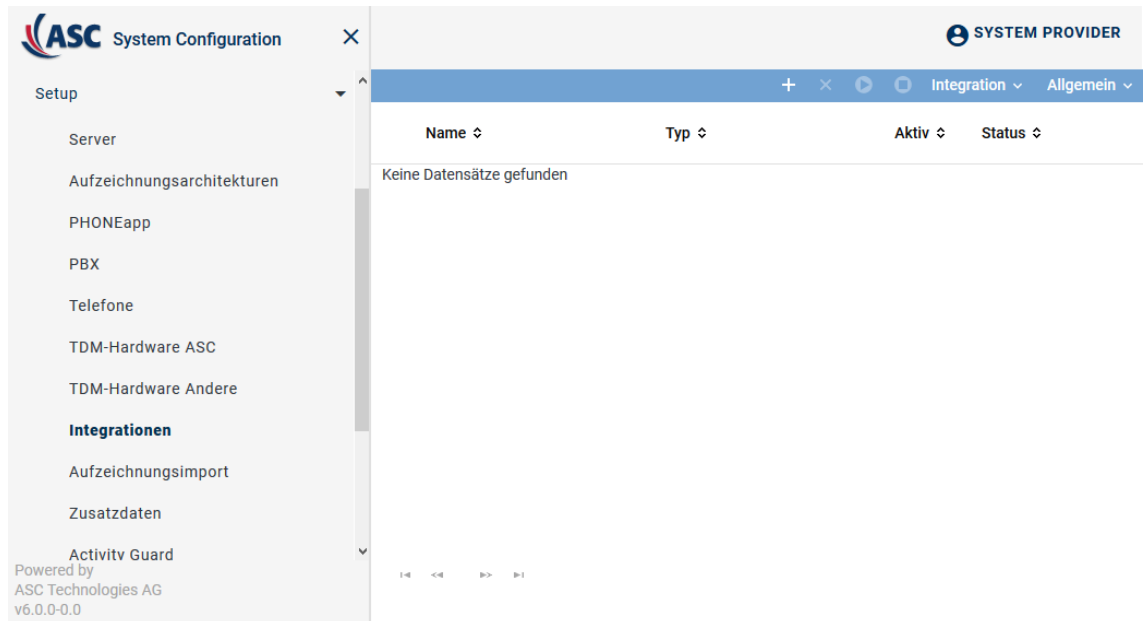 ASC System Configuration
SYSTEM PROVIDER
Setup
Server
Aufzeichnungsarchitekturen
PHONEapp
PBX
Telefone
TDM-Hardware ASC
TDM-Hardware Andere
Integrationen
Aufzeichnungsimport
Zusatzdaten
Activity Guard
Powered by
ASC Technologies AG
v6.0.0-0.0
Integration Allgemein
Name Typ Aktiv Status
Keine Datensätze gefunden